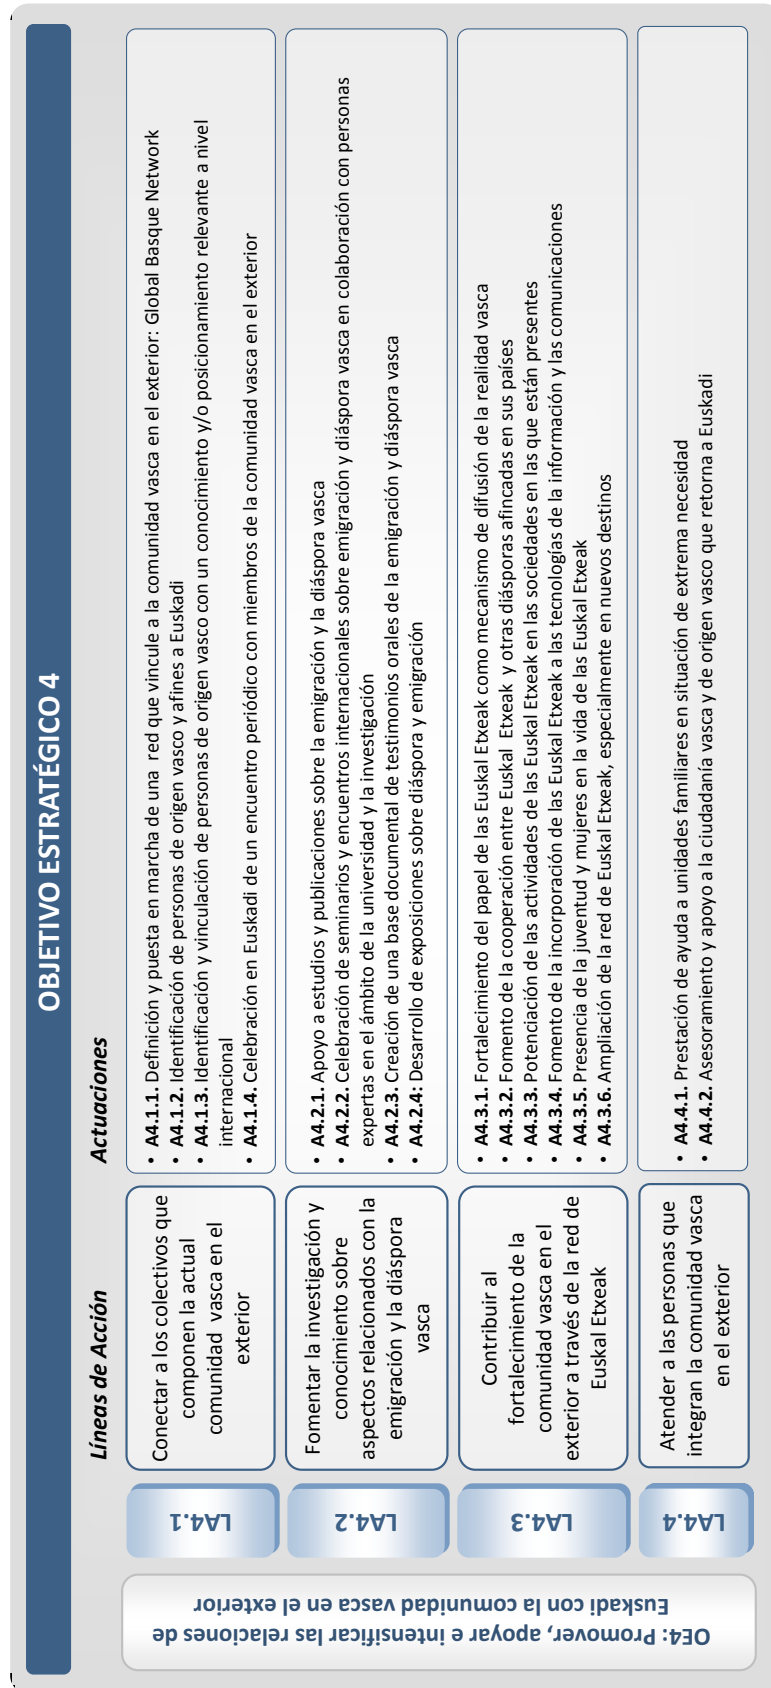 OBJETIVO ESTRATÉGICO 4
Líneas de Acción
Actuaciones
OE4: Promover, apoyar e intensificar las relaciones de
Euskadi con la comunidad vasca en el exterior
LA4.1
Conectar a los colectivos que
componen la actual
comunidad vasca en el
exterior
• A4.1.1. Definición y puesta en marcha de una red que vincule a la comunidad vasca en el exterior: Global Basque Network
• A4.1.2. Identificación de personas de origen vasco y afines a Euskadi
• A4.1.3. Identificación y vinculación de personas de origen vasco con un conocimiento y/o posicionamiento relevante a nivel
internacional
• A4.1.4. Celebración en Euskadi de un encuentro periódico con miembros de la comunidad vasca en el exterior
LA4.2
Fomentar la investigación y
conocimiento sobre
aspectos relacionados con la
emigración y la diáspora
vasca
• A4.2.1. Apoyo a estudios y publicaciones sobre la emigración y la diáspora vasca
• A4.2.2. Celebración de seminarios y encuentros internacionales sobre emigración y diáspora vasca en colaboración con personas
expertas en el ámbito de la universidad y la investigación
• A4.2.3. Creación de una base documental de testimonios orales de la emigración y diáspora vasca
• A4.2.4: Desarrollo de exposiciones sobre diáspora y emigración
LA4.3
Contribuir al
fortalecimiento de la
comunidad vasca en el
exterior a través de la red de
Euskal Etxeak
• A4.3.1. Fortalecimiento del papel de las Euskal Etxeak como mecanismo de difusión de la realidad vasca
• A4.3.2. Fomento de la cooperación entre Euskal Etxeak y otras diásporas afincadas en sus países
• A4.3.3. Potenciación de las actividades de las Euskal Etxeak en las sociedades en las que están presentes
• A4.3.4. Fomento de la incorporación de las Euskal Etxeak a las tecnologías de la información y las comunicaciones
• A4.3.5. Presencia de la juventud y mujeres en la vida de las Euskal Etxeak
• A4.3.6. Ampliación de la red de Euskal Etxeak, especialmente en nuevos destinos
LA4.4
Atender a las personas que
integran la comunidad vasca
en el exterior
• A4.4.1. Prestación de ayuda a unidades familiares en situación de extrema necesidad
• A4.4.2. Asesoramiento y apoyo a la ciudadanía vasca y de origen vasco que retorna a Euskadi